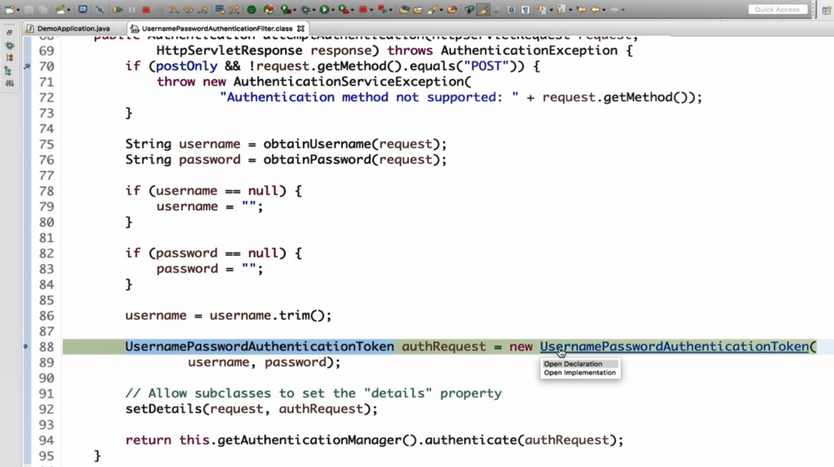 Quick Access
DemoApplication.java
UsernamePasswordAuthenticationFilter.class
68 public Authentication attemptAuthentication(HttpServletRequest request,
69 HttpServletResponse response) throws AuthenticationException {
70 if (postOnly && !request.getMethod().equals("POST")) {
71 throw new AuthenticationServiceException(
72 "Authentication method not supported: " + request.getMethod());
73 }
74
75 String username = obtainUsername(request);
76 String password = obtainPassword(request);
77
78 if (username == null) {
79 username = "";
80 }
81
82 if (password == null) {
83 password = "";
84 }
85
86 username = username.trim();
87
88 UsernamePasswordAuthenticationToken authRequest = new UsernamePasswordAuthenticationToken(
Open Declaration
Open Implementation
89 username, password);
90
91 // Allow subclasses to set the "details" property
92 setDetails(request, authRequest);
93
94 return this.getAuthenticationManager().authenticate(authRequest);
95 }